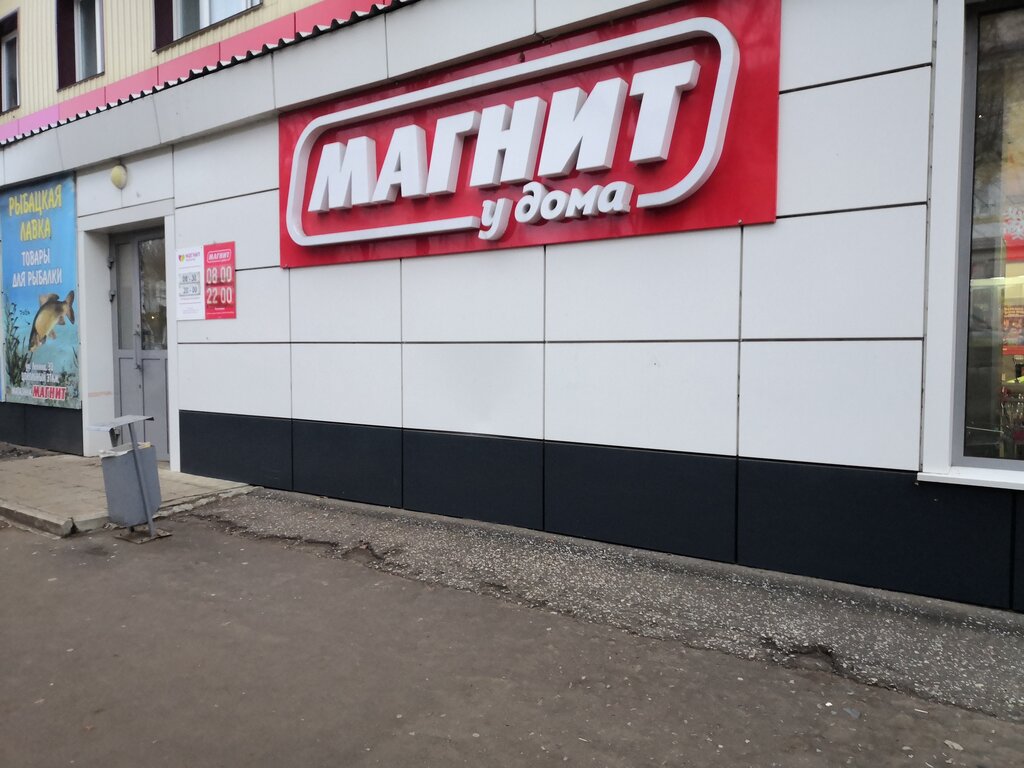 МАГНИТ
у дома
РЫБАЦКАЯ
ЛАВКА
ТОВАРЫ
ДЛЯ РЫБАЛКИ
МАГНИТ
МАГНИТ
08 00
22 00